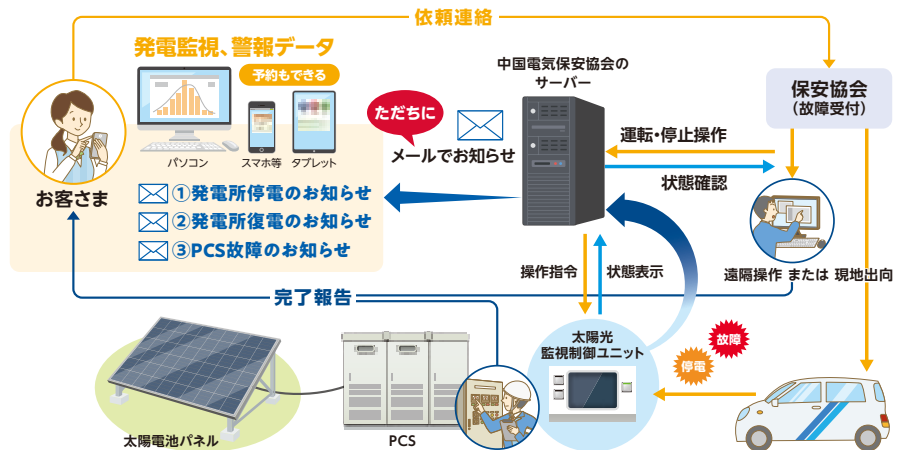 依頼連絡
発電監視、警報データ
予約もできる
パソコン
スマホ等
タブレット
お客さま
ただちに
メールでお知らせ
①発電所停電のお知らせ
②発電所復電のお知らせ
③PCS故障のお知らせ
中国電気保安協会の
サーバー
運転・停止操作
状態確認
保安協会
(故障受付)
遠隔操作 または 現地出向
操作指令
状態表示
完了報告
太陽光
監視制御ユニット
故障
停電
太陽電池パネル
PCS